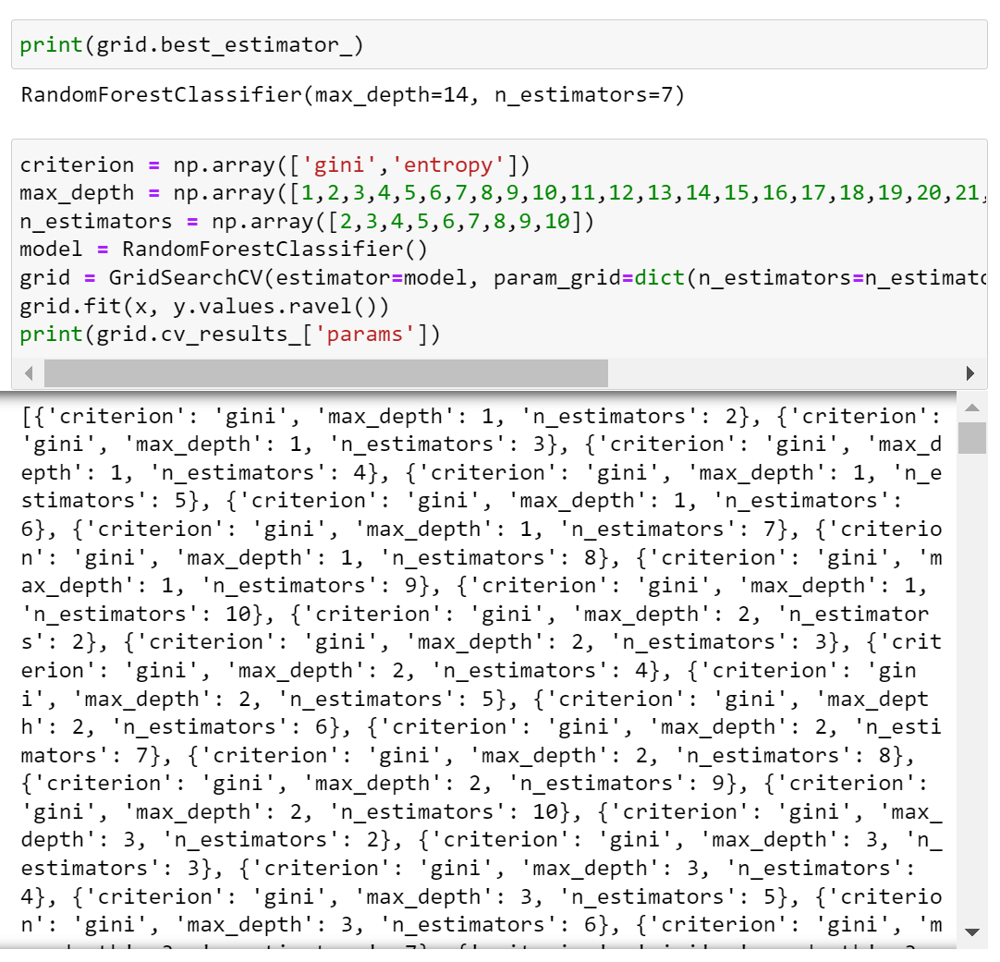 print(grid.best_estimator_)
RandomForestClassifier(max_depth=14, n_estimators=7)
criterion = np.array(['gini','entropy'])
max_depth = np.array([1,2,3,4,5,6,7,8,9,10,11,12,13,14,15,16,17,18,19,20,21,
n_estimators = np.array([2,3,4,5,6,7,8,9,10])
model = RandomForestClassifier()
grid = GridSearchCV(estimator=model, param_grid=dict(n_estimators=n_estimato
grid.fit(x, y.values.ravel())
print(grid.cv_results_['params'])
[{'criterion': 'gini', 'max_depth': 1, 'n_estimators': 2}, {'criterion':
'gini', 'max_depth': 1, 'n_estimators': 3}, {'criterion': 'gini', 'max_d
epth': 1, 'n_estimators': 4}, {'criterion': 'gini', 'max_depth': 1, 'n_e
stimators': 5}, {'criterion': 'gini', 'max_depth': 1, 'n_estimators':
6}, {'criterion': 'gini', 'max_depth': 1, 'n_estimators': 7}, {'criterio
n': 'gini', 'max_depth': 1, 'n_estimators': 8}, {'criterion': 'gini', 'm
ax_depth': 1, 'n_estimators': 9}, {'criterion': 'gini', 'max_depth': 1,
'n_estimators': 10}, {'criterion': 'gini', 'max_depth': 2, 'n_estimator
s': 2}, {'criterion': 'gini', 'max_depth': 2, 'n_estimators': 3}, {'crit
erion': 'gini', 'max_depth': 2, 'n_estimators': 4}, {'criterion': 'gin
i', 'max_depth': 2, 'n_estimators': 5}, {'criterion': 'gini', 'max_dept
h': 2, 'n_estimators': 6}, {'criterion': 'gini', 'max_depth': 2, 'n_esti
mators': 7}, {'criterion': 'gini', 'max_depth': 2, 'n_estimators': 8},
{'criterion': 'gini', 'max_depth': 2, 'n_estimators': 9}, {'criterion':
'gini', 'max_depth': 2, 'n_estimators': 10}, {'criterion': 'gini', 'max_
depth': 3, 'n_estimators': 2}, {'criterion': 'gini', 'max_depth': 3, 'n_
estimators': 3}, {'criterion': 'gini', 'max_depth': 3, 'n_estimators':
4}, {'criterion': 'gini', 'max_depth': 3, 'n_estimators': 5}, {'criterio
n': 'gini', 'max_depth': 3, 'n_estimators': 6}, {'criterion': 'gini', 'm